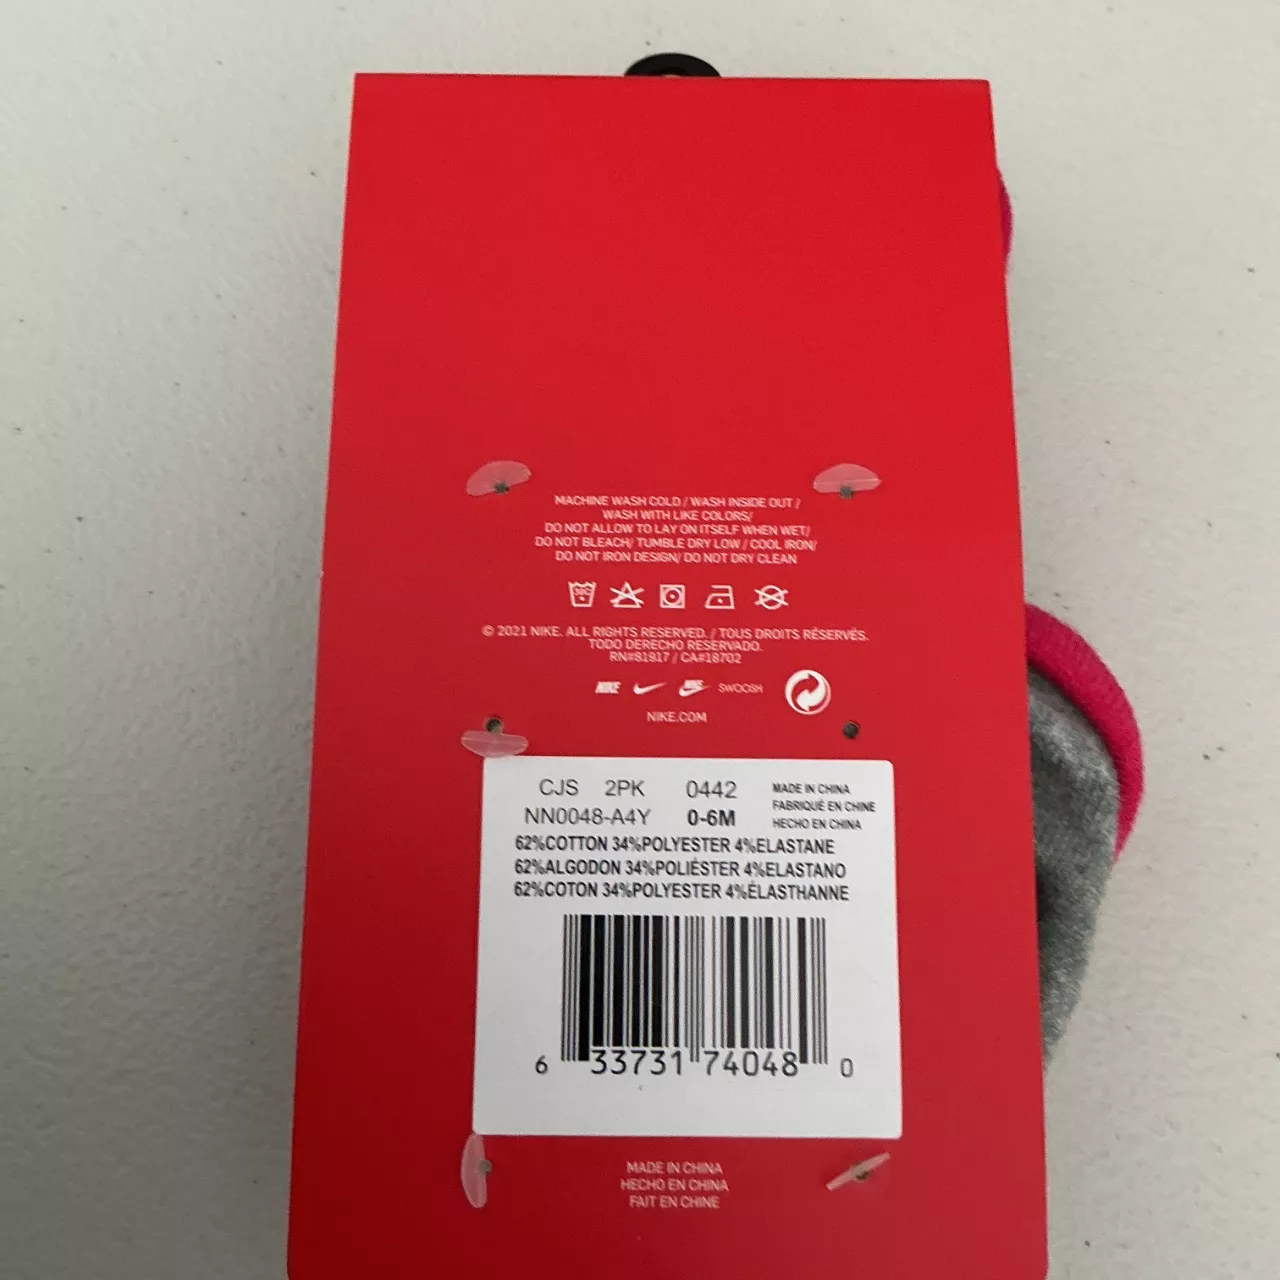 MACHINE WASH COLD / WASH INSIDE OUT /
WASH WITH LIKE COLORS/
DO NOT ALLOW TO LAY ON ITSELF WHEN WET/
DO NOT BLEACH/ TUMBLE DRY LOW / COOL IRON/
DO NOT IRON DESIGN/ DO NOT DRY CLEAN
30C
© 2021 NIKE. ALL RIGHTS RESERVED. / TOUS DROITS RÉSERVÉS.
TODO DERECHO RESERVADO.
RN#81917 / CA#18702
NIKE NIKE SWOOSH
NIKE.COM
CJS 2PK 0442 MADE IN CHINA
FABRIQUÉ EN CHINE
NN0048-A4Y 0-6M HECHO EN CHINA
62%COTTON 34%POLYESTER 4%ELASTANE
62%ALGODON 34%POLIÉSTER 4%ELASTANO
62%COTON 34%POLYESTER 4%ÉLASTHANNE
6 33731 74048 0
MADE IN CHINA
HECHO EN CHINA
FAIT EN CHINE